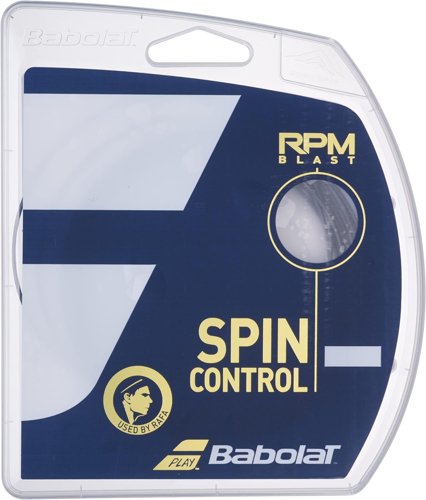 Babolat
RPM
BLAST
SPIN
CONTROL
USED BY RAFA
PLAY
Babolat